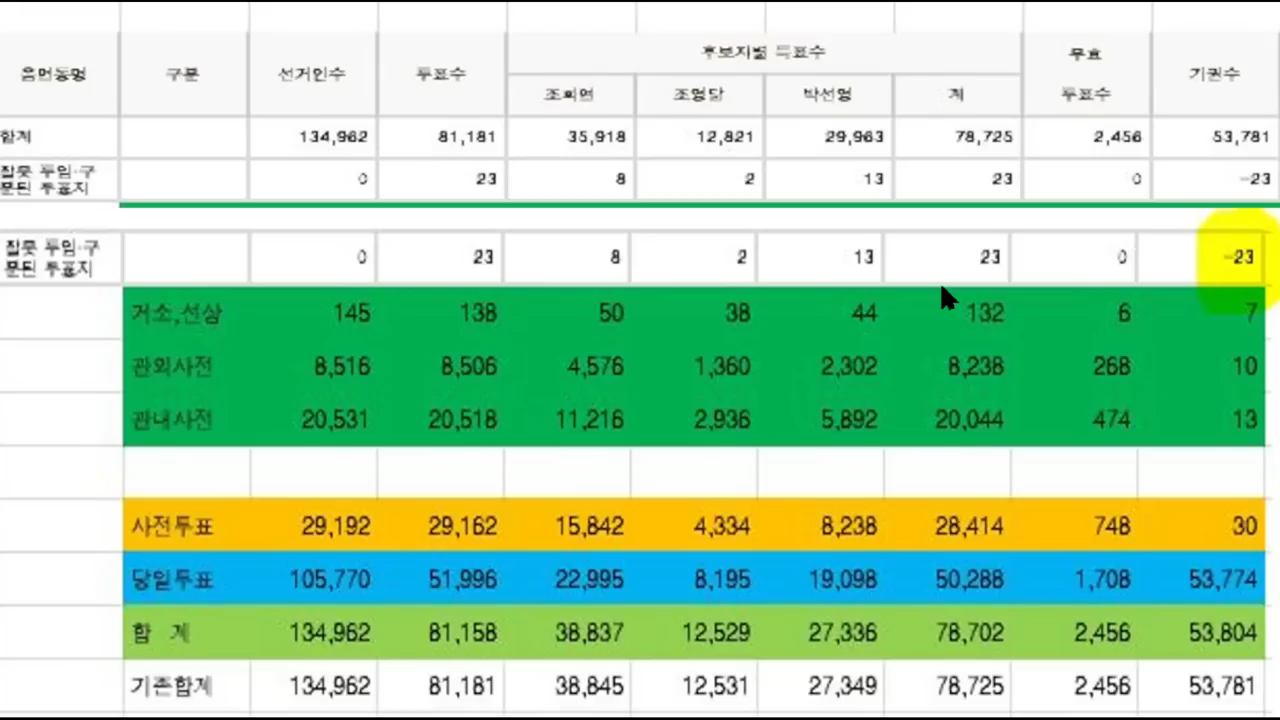 후보자별 득표수
무효
읍면동명 구분 선거인수 투표수 기권수
조희연 조영달 박선영 계 투표수
합계 134,962 81,181 35,918 12,821 29,963 78,725 2,456 53,781
잘못 투입·구
분된 투표지 0 23 8 2 13 23 0 -23
잘못 투입·구
분된 투표지 0 23 8 2 13 23 0 -23
거소,선상 145 138 50 38 44 132 6 7
관외사전 8,516 8,506 4,576 1,360 2,302 8,238 268 10
관내사전 20,531 20,518 11,216 2,936 5,892 20,044 474 13
사전투표 29,192 29,162 15,842 4,334 8,238 28,414 748 30
당일투표 105,770 51,996 22,995 8,195 19,098 50,288 1,708 53,774
합 계 134,962 81,158 38,837 12,529 27,336 78,702 2,456 53,804
기존합계 134,962 81,181 38,845 12,531 27,349 78,725 2,456 53,781